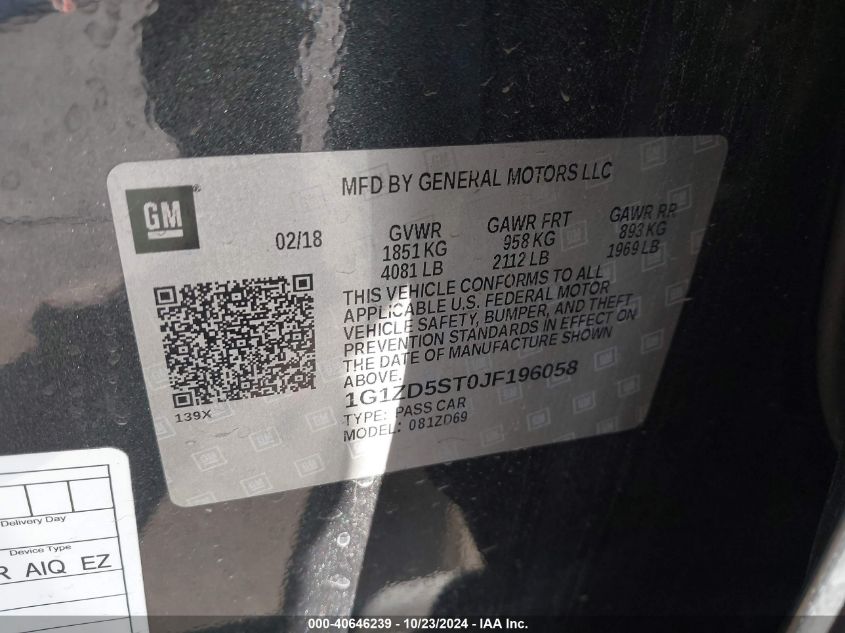 MFD BY GENERAL MOTORS LLC
GM
®
02/18
GVWR
1851 KG
4081 LB
GAWR FRT
958 KG
2112 LB
GAWR RR
893 KG
1969 LB
THIS VEHICLE CONFORMS TO ALL
APPLICABLE U.S. FEDERAL MOTOR
VEHICLE SAFETY, BUMPER, AND THEFT
PREVENTION STANDARDS IN EFFECT ON
THE DATE OF MANUFACTURE SHOWN
ABOVE.
1G1ZD5ST0JF196058
TYPE: PASS CAR
MODEL: 081ZD69
139X
Delivery Day
Device Type
R AIQ EZ
000-40646239 - 10/23/2024 - IAA Inc.